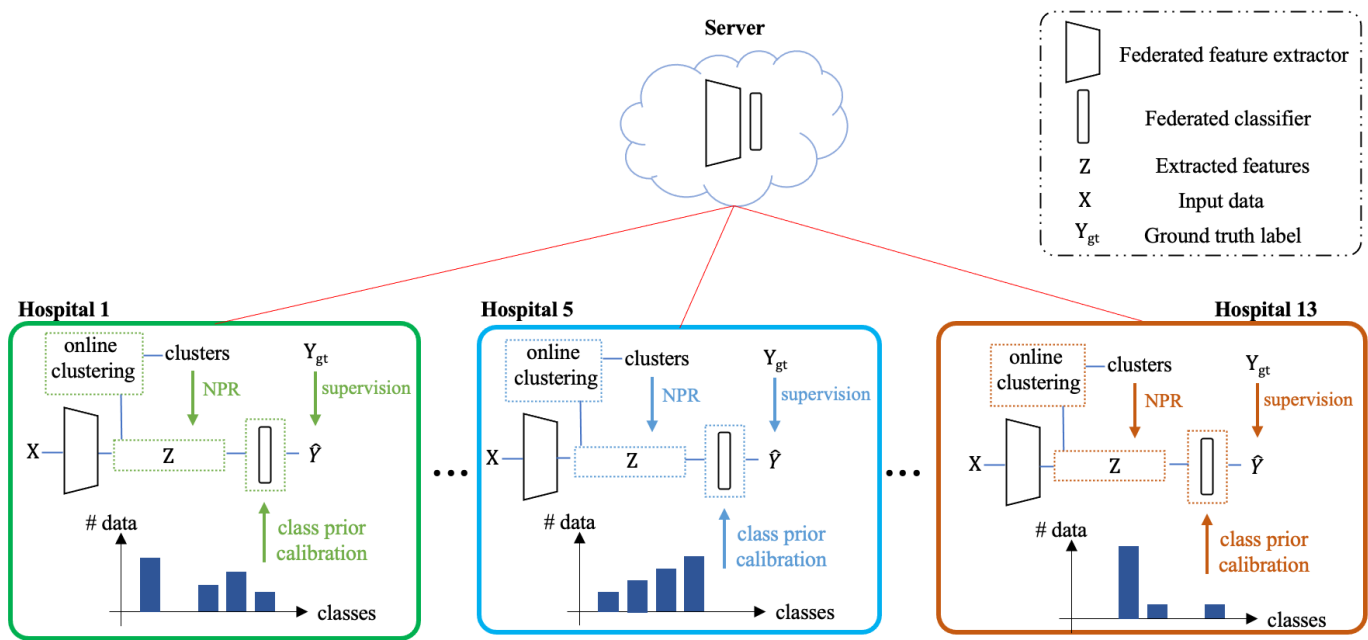 Server
Federated feature extractor
Federated classifier
Z
Extracted features
X
Input data
Y_gt
Ground truth label
Hospital 1
online
clustering
clusters
Y_gt
NPR
supervision
X
Z
Ŷ
# data
class prior
calibration
classes
...
Hospital 5
online
clustering
clusters
Y_gt
NPR
supervision
X
Z
Ŷ
# data
class prior
calibration
classes
...
Hospital 13
online
clustering
clusters
Y_gt
NPR
supervision
X
Z
Ŷ
# data
class prior
calibration
classes